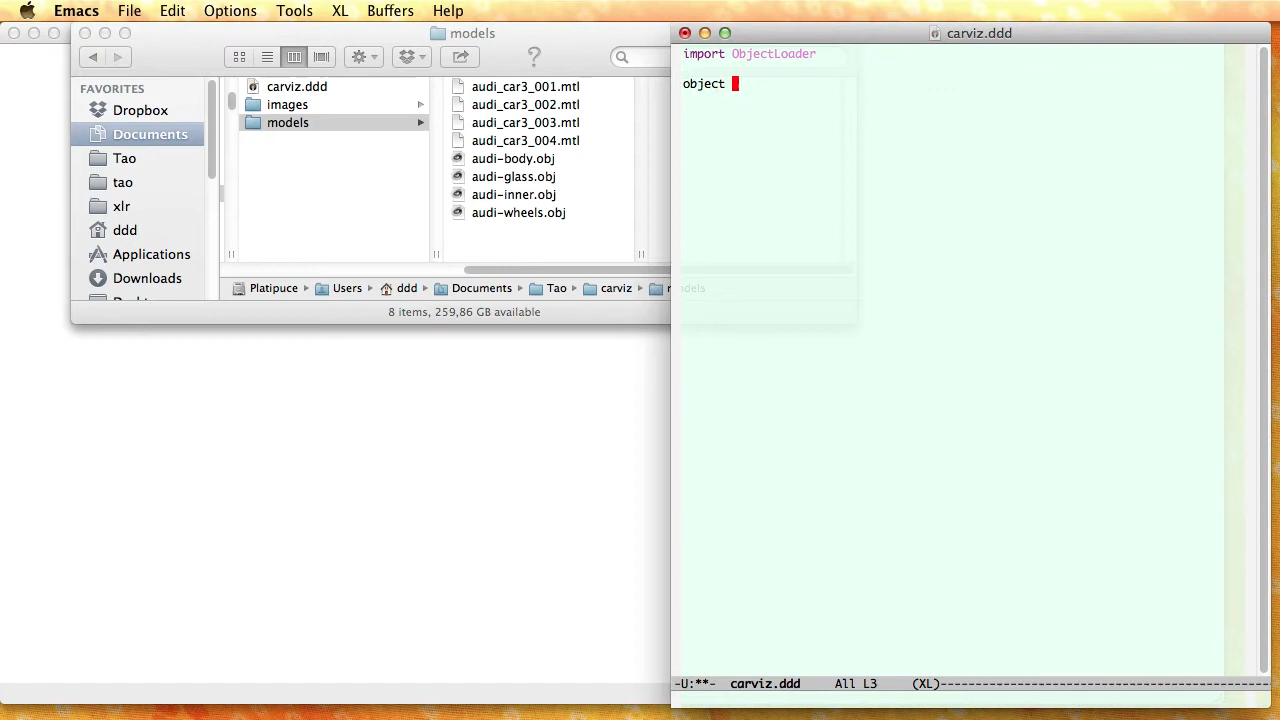 Emacs File Edit Options Tools XL Buffers Help
models
carviz.ddd
FAVORITES
Dropbox
Documents
Tao
tao
xlr
ddd
Applications
Downloads
carviz.ddd
images
models
audi_car3_001.mtl
audi_car3_002.mtl
audi_car3_003.mtl
audi_car3_004.mtl
audi-body.obj
audi-glass.obj
audi-inner.obj
audi-wheels.obj
Platipuce Users ddd Documents Tao carviz models
8 items, 259,86 GB available
import ObjectLoader
object
-U:**- carviz.ddd All L3 (XL)----------------------------------------